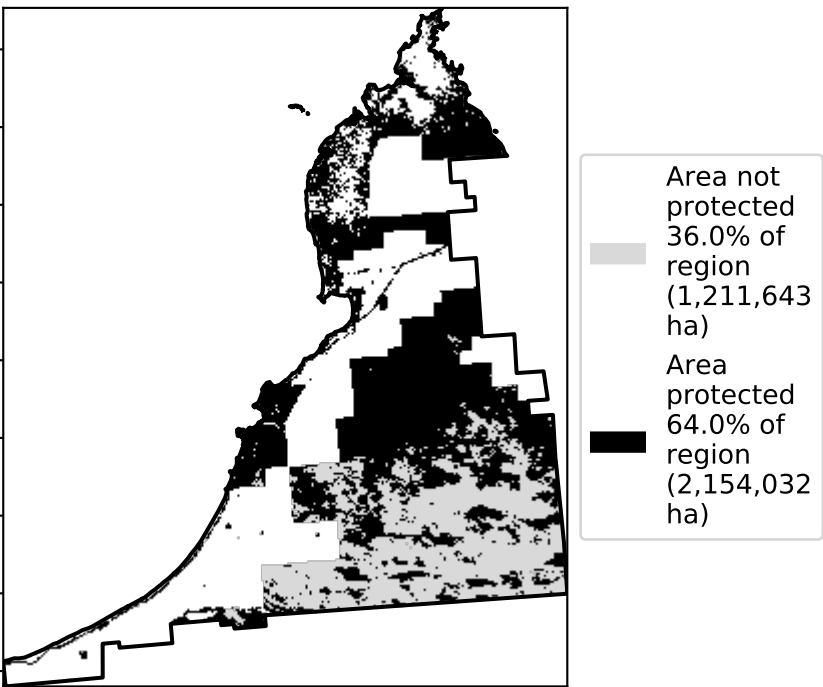 Area not
protected
36.0% of
region
(1,211,643
ha)
Area
protected
64.0% of
region
(2,154,032
ha)